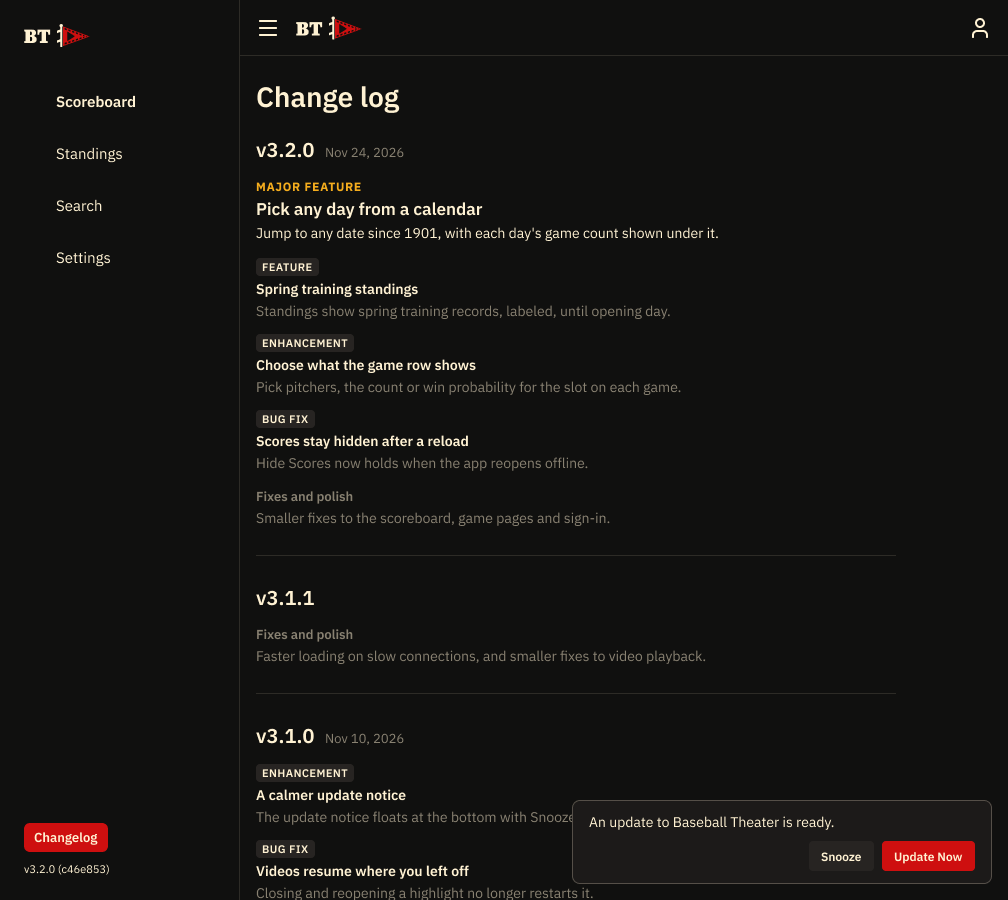 BT
Scoreboard
Standings
Search
Settings
Changelog
v3.2.0 (c46e853)
BT
Change log
v3.2.0 Nov 24, 2026
MAJOR FEATURE
Pick any day from a calendar
Jump to any date since 1901, with each day's game count shown under it.
FEATURE
Spring training standings
Standings show spring training records, labeled, until opening day.
ENHANCEMENT
Choose what the game row shows
Pick pitchers, the count or win probability for the slot on each game.
BUG FIX
Scores stay hidden after a reload
Hide Scores now holds when the app reopens offline.
Fixes and polish
Smaller fixes to the scoreboard, game pages and sign-in.
v3.1.1
Fixes and polish
Faster loading on slow connections, and smaller fixes to video playback.
v3.1.0 Nov 10, 2026
ENHANCEMENT
A calmer update notice
The update notice floats at the bottom with Snooze
BUG FIX
Videos resume where you left off
Closing and reopening a highlight no longer restarts it.
An update to Baseball Theater is ready.
Snooze
Update Now